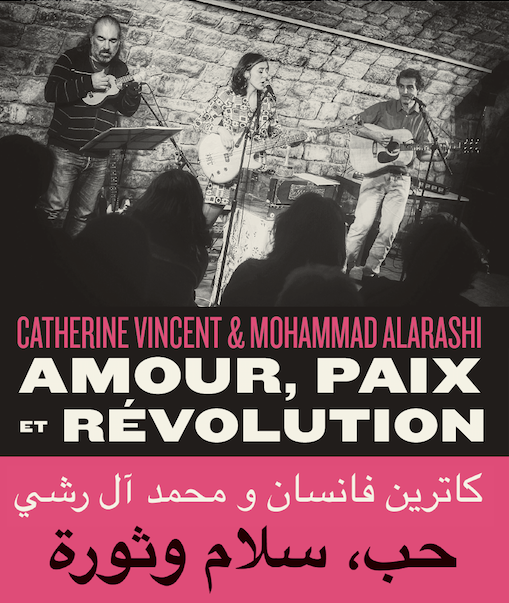 CATHERINE VINCENT & MOHAMMAD ALARASHI
AMOUR, PAIX
ET RÉVOLUTION
كاترين فانسان و محمد آل رشي
حب، سلام وثورة